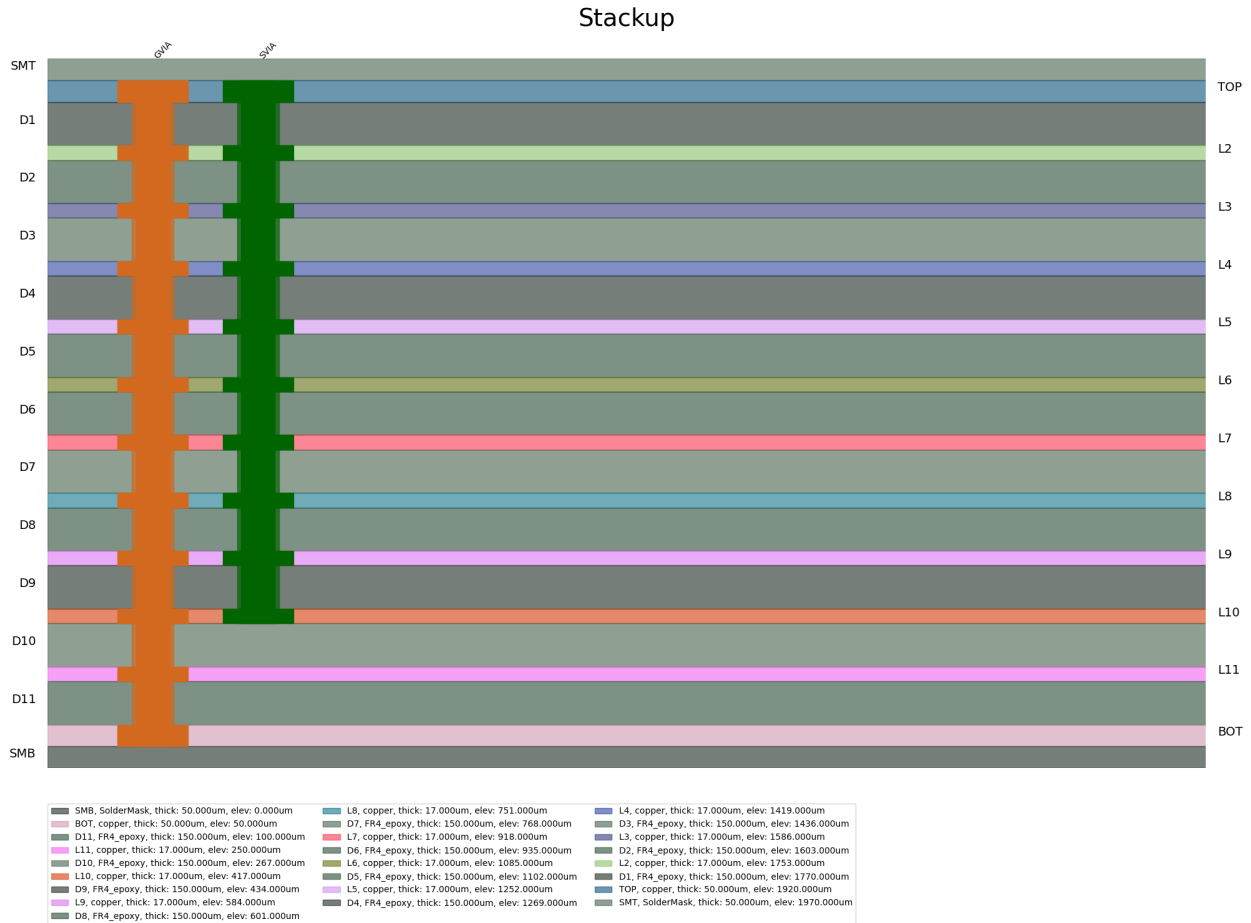 Stackup
GVIA SVIA
SMT
TOP
D1
L2
D2
L3
D3
L4
D4
L5
D5
L6
D6
L7
D7
L8
D8
L9
D9
L10
D10
L11
D11
BOT
SMB
SMB, SolderMask, thick: 50.000um, elev: 0.000um
BOT, copper, thick: 50.000um, elev: 50.000um
D11, FR4_epoxy, thick: 150.000um, elev: 100.000um
L11, copper, thick: 17.000um, elev: 250.000um
D10, FR4_epoxy, thick: 150.000um, elev: 267.000um
L10, copper, thick: 17.000um, elev: 417.000um
D9, FR4_epoxy, thick: 150.000um, elev: 434.000um
L9, copper, thick: 17.000um, elev: 584.000um
D8, FR4_epoxy, thick: 150.000um, elev: 601.000um
L8, copper, thick: 17.000um, elev: 751.000um
D7, FR4_epoxy, thick: 150.000um, elev: 768.000um
L7, copper, thick: 17.000um, elev: 918.000um
D6, FR4_epoxy, thick: 150.000um, elev: 935.000um
L6, copper, thick: 17.000um, elev: 1085.000um
D5, FR4_epoxy, thick: 150.000um, elev: 1102.000um
L5, copper, thick: 17.000um, elev: 1252.000um
D4, FR4_epoxy, thick: 150.000um, elev: 1269.000um
L4, copper, thick: 17.000um, elev: 1419.000um
D3, FR4_epoxy, thick: 150.000um, elev: 1436.000um
L3, copper, thick: 17.000um, elev: 1586.000um
D2, FR4_epoxy, thick: 150.000um, elev: 1603.000um
L2, copper, thick: 17.000um, elev: 1753.000um
D1, FR4_epoxy, thick: 150.000um, elev: 1770.000um
TOP, copper, thick: 50.000um, elev: 1920.000um
SMT, SolderMask, thick: 50.000um, elev: 1970.000um